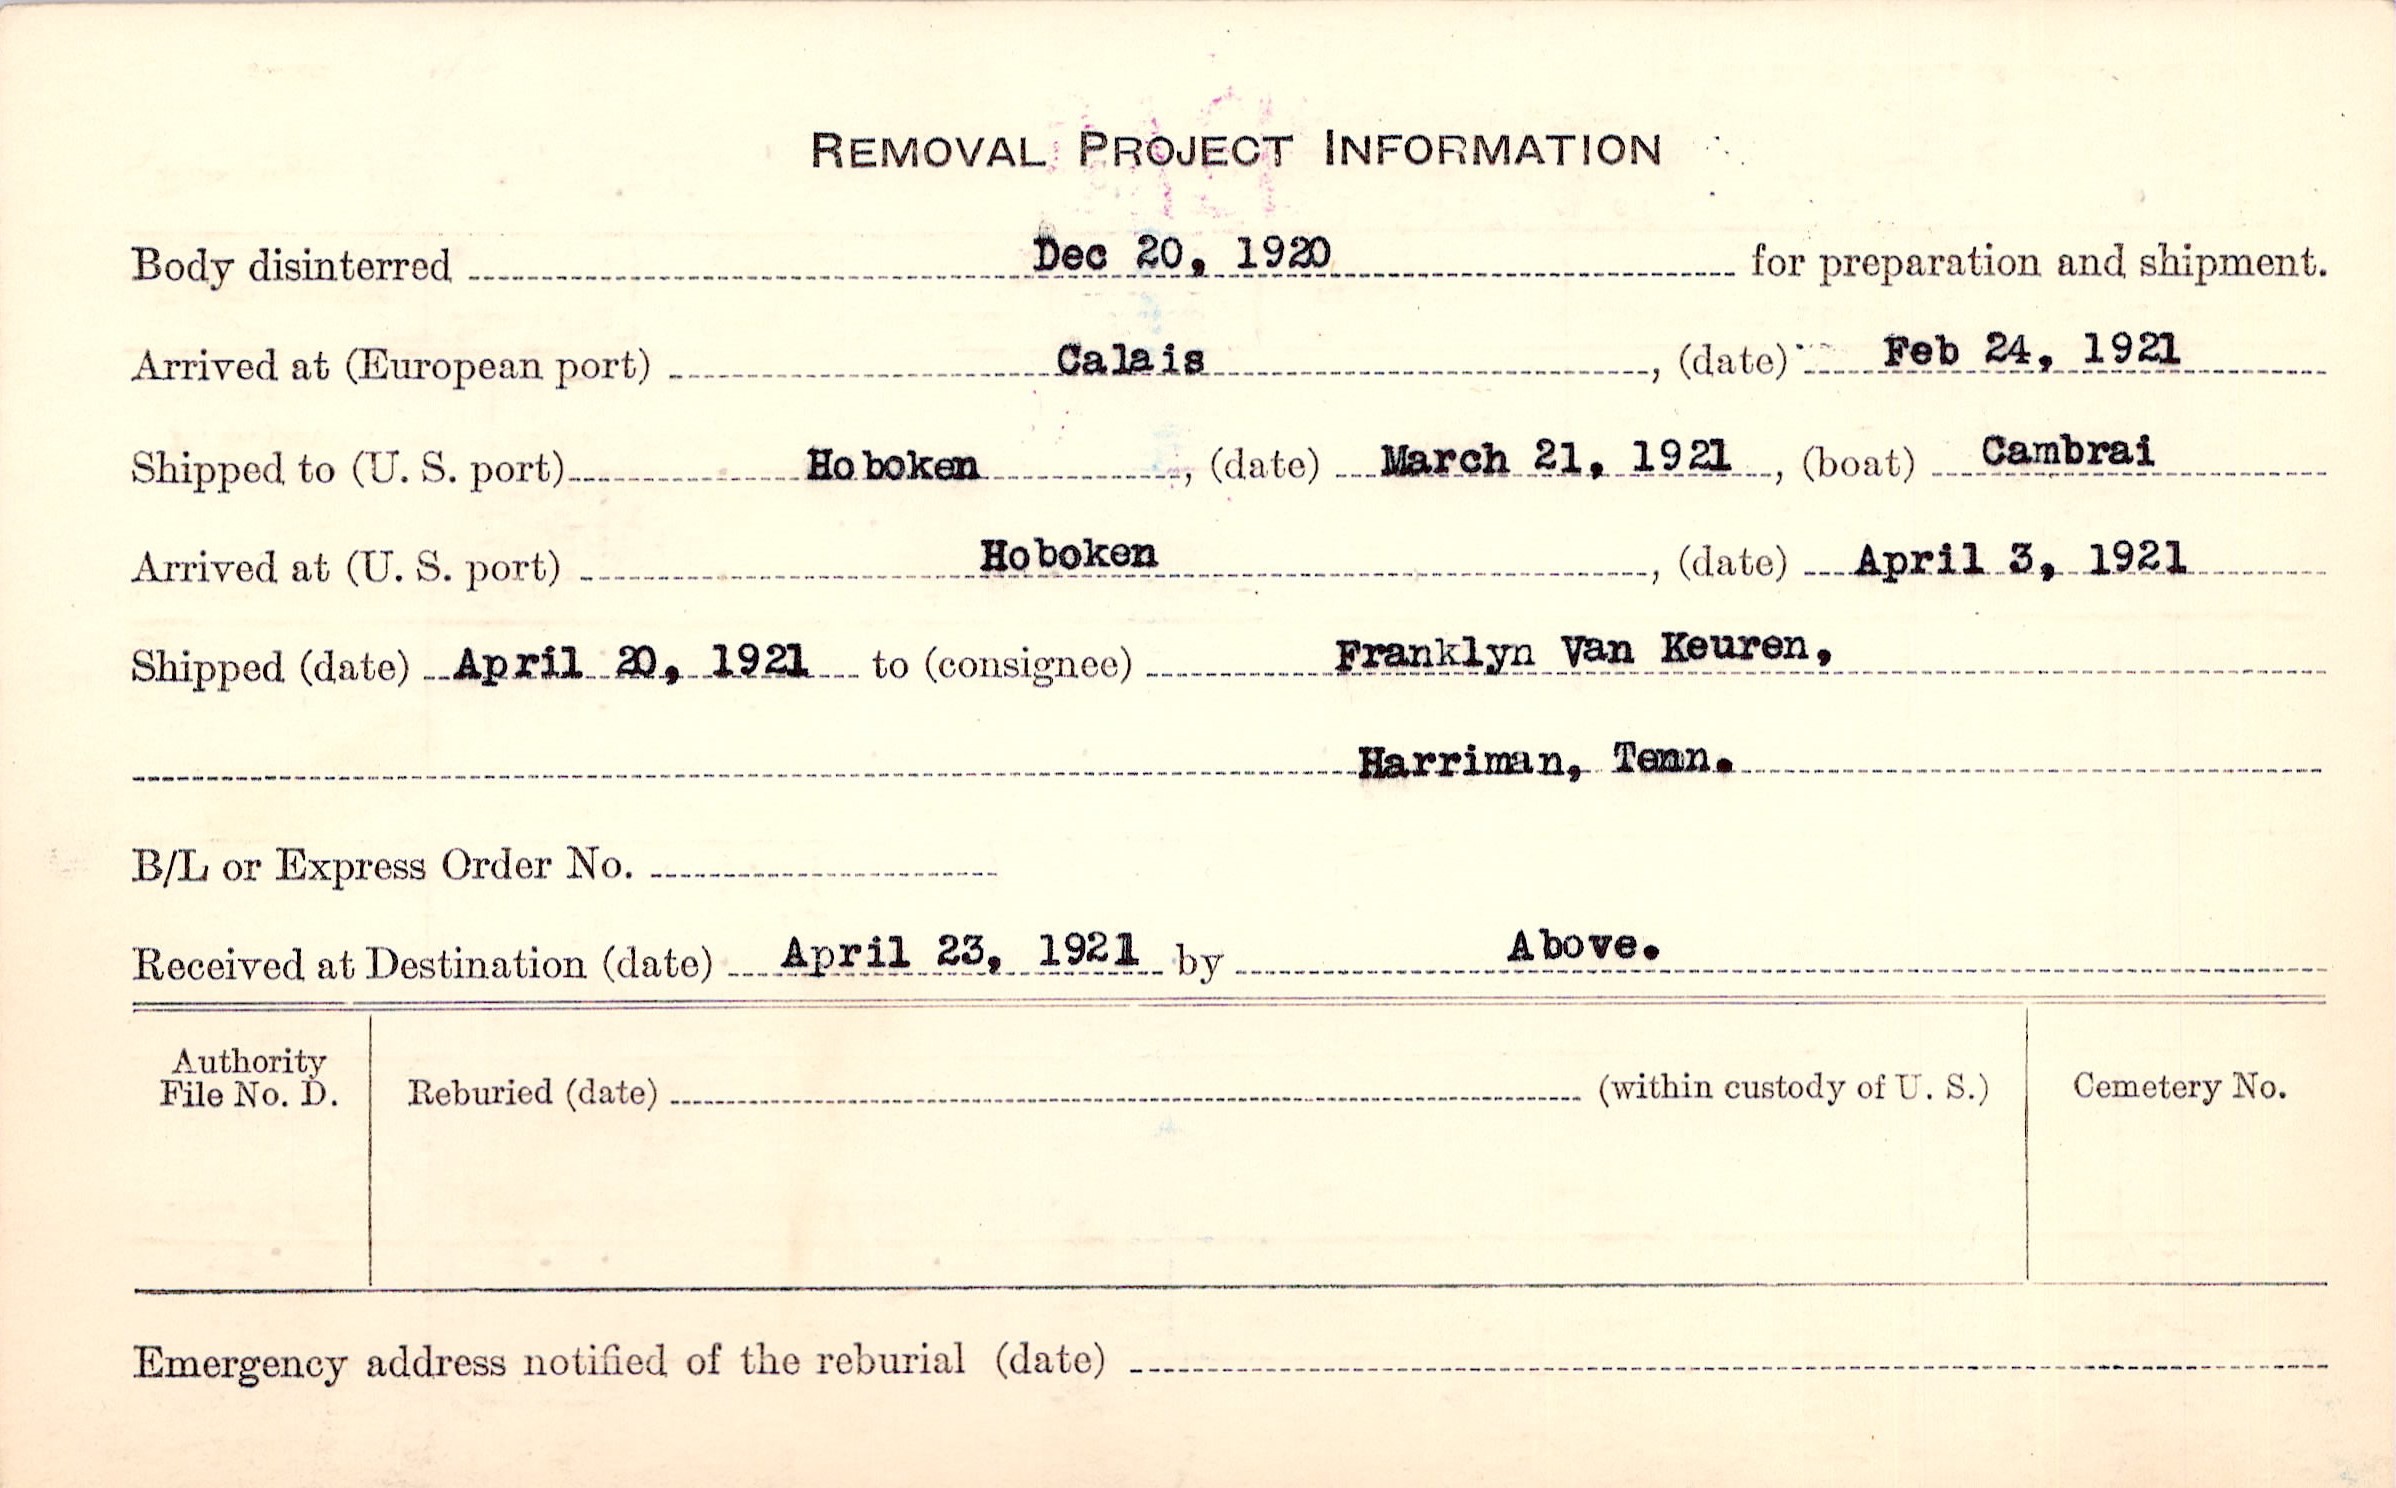 REMOVAL PROJECT INFORMATION
Body disinterred Dec 20, 1920 for preparation and shipment.
Arrived at (European port) Calais, (date) Feb 24, 1921
Shipped to (U. S. port) Hoboken, (date) March 21, 1921, (boat) Cambrai
Arrived at (U. S. port) Hoboken, (date) April 3, 1921
Shipped (date) April 20, 1921 to (consignee) Franklyn Van Keuren,
Harriman, Tenn.
B/L or Express Order No.
Received at Destination (date) April 23, 1921 by Above.
Authority
File No. D.
Reburied (date) (within custody of U. S.)
Cemetery No.
Emergency address notified of the reburial (date)